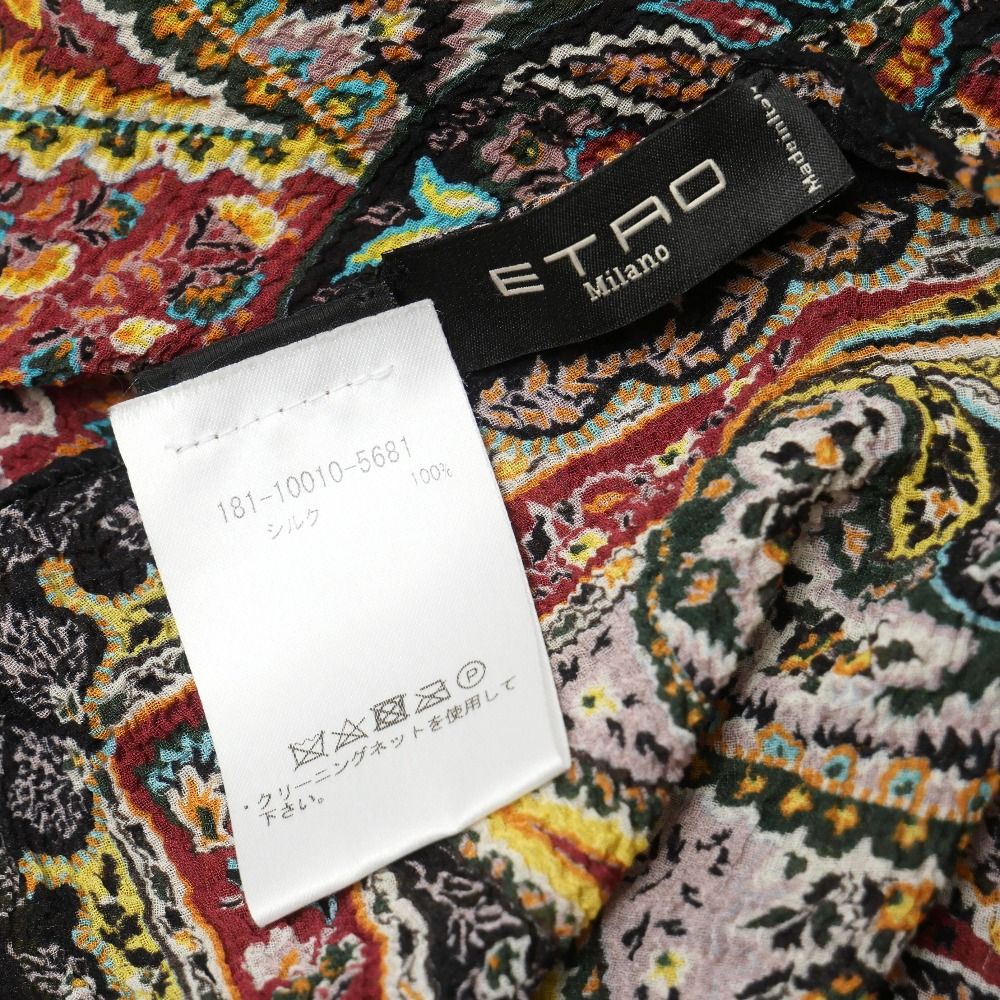 ETRO
Milano
Made in Italy
181-10010-5681
シルク 100%
・クリーニングネットを使用して
下さい。